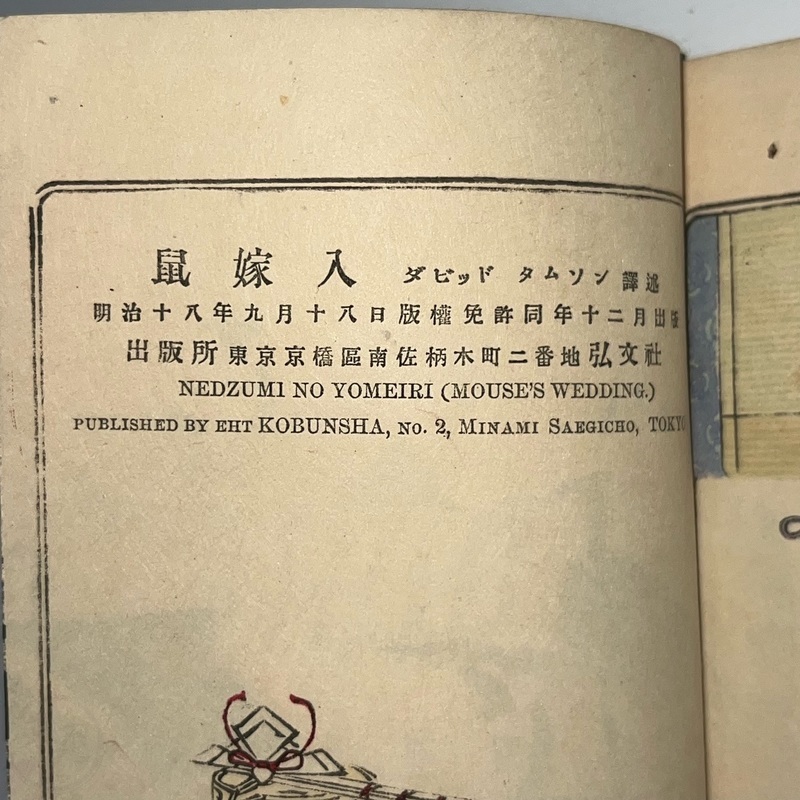 鼠嫁入 ダビッド タムソン 譯述
明治十八年九月十八日版權免許同年十二月出版
出版所 東京京橋區南佐柄木町二番地 弘文社
NEDZUMI NO YOMEIRI (MOUSE'S WEDDING.)
PUBLISHED BY EHT KOBUNSHA, No. 2, MINAMI SAEGICHO, TOKYO